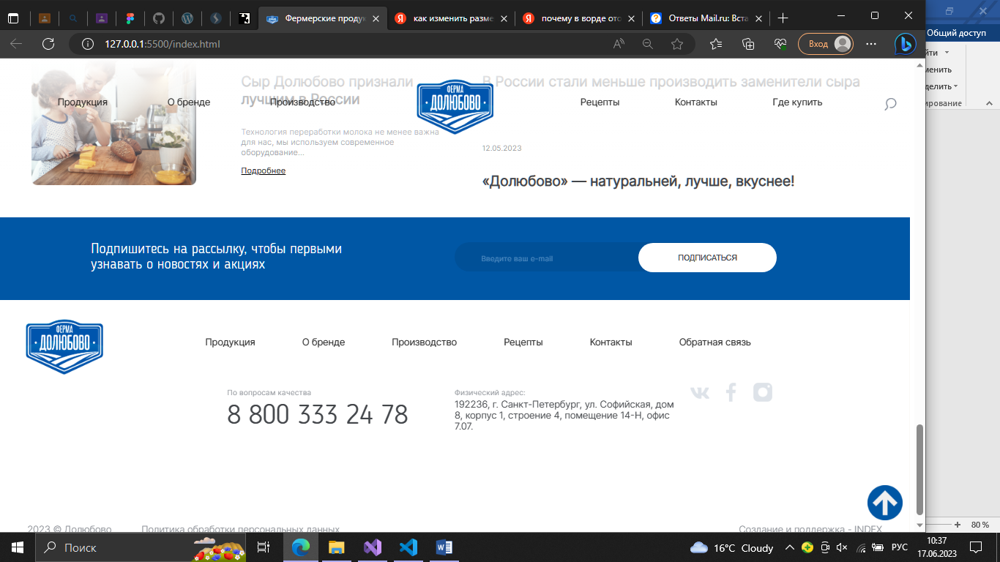 Фермерские проду
как изменить разме
почему в ворде ото
Ответы Mail.ru: Вста
127.0.0.1:5500/index.html
Вход
Общий доступ
йти
менить
делить
ирование
Сыр Долюбово признали
лучшим в России
В России стали меньше производить заменители сыра
Продукция
О бренде
Производство
ФЕРМА
ДОЛЮБОВО
Рецепты
Контакты
Где купить
Технология переработки молока не менее важна
для нас, мы используем современное
оборудование...
Подробнее
12.05.2023
«Долюбово» — натуральней, лучше, вкуснее!
Подпишитесь на рассылку, чтобы первыми
узнавать о новостях и акциях
Введите ваш e-mail
ПОДПИСАТЬСЯ
ФЕРМА
ДОЛЮБОВО
Продукция
О бренде
Производство
Рецепты
Контакты
Обратная связь
По вопросам качества
8 800 333 24 78
Физический адрес:
192236, г. Санкт-Петербург, ул. Софийская, дом
8, корпус 1, строение 4, помещение 14-Н, офис
7.07.
2023 © Долюбово
Политика обработки персональных данных
Создание и поддержка - INDEX
80 %
Поиск
16°C Cloudy
РУС
10:37
17.06.2023